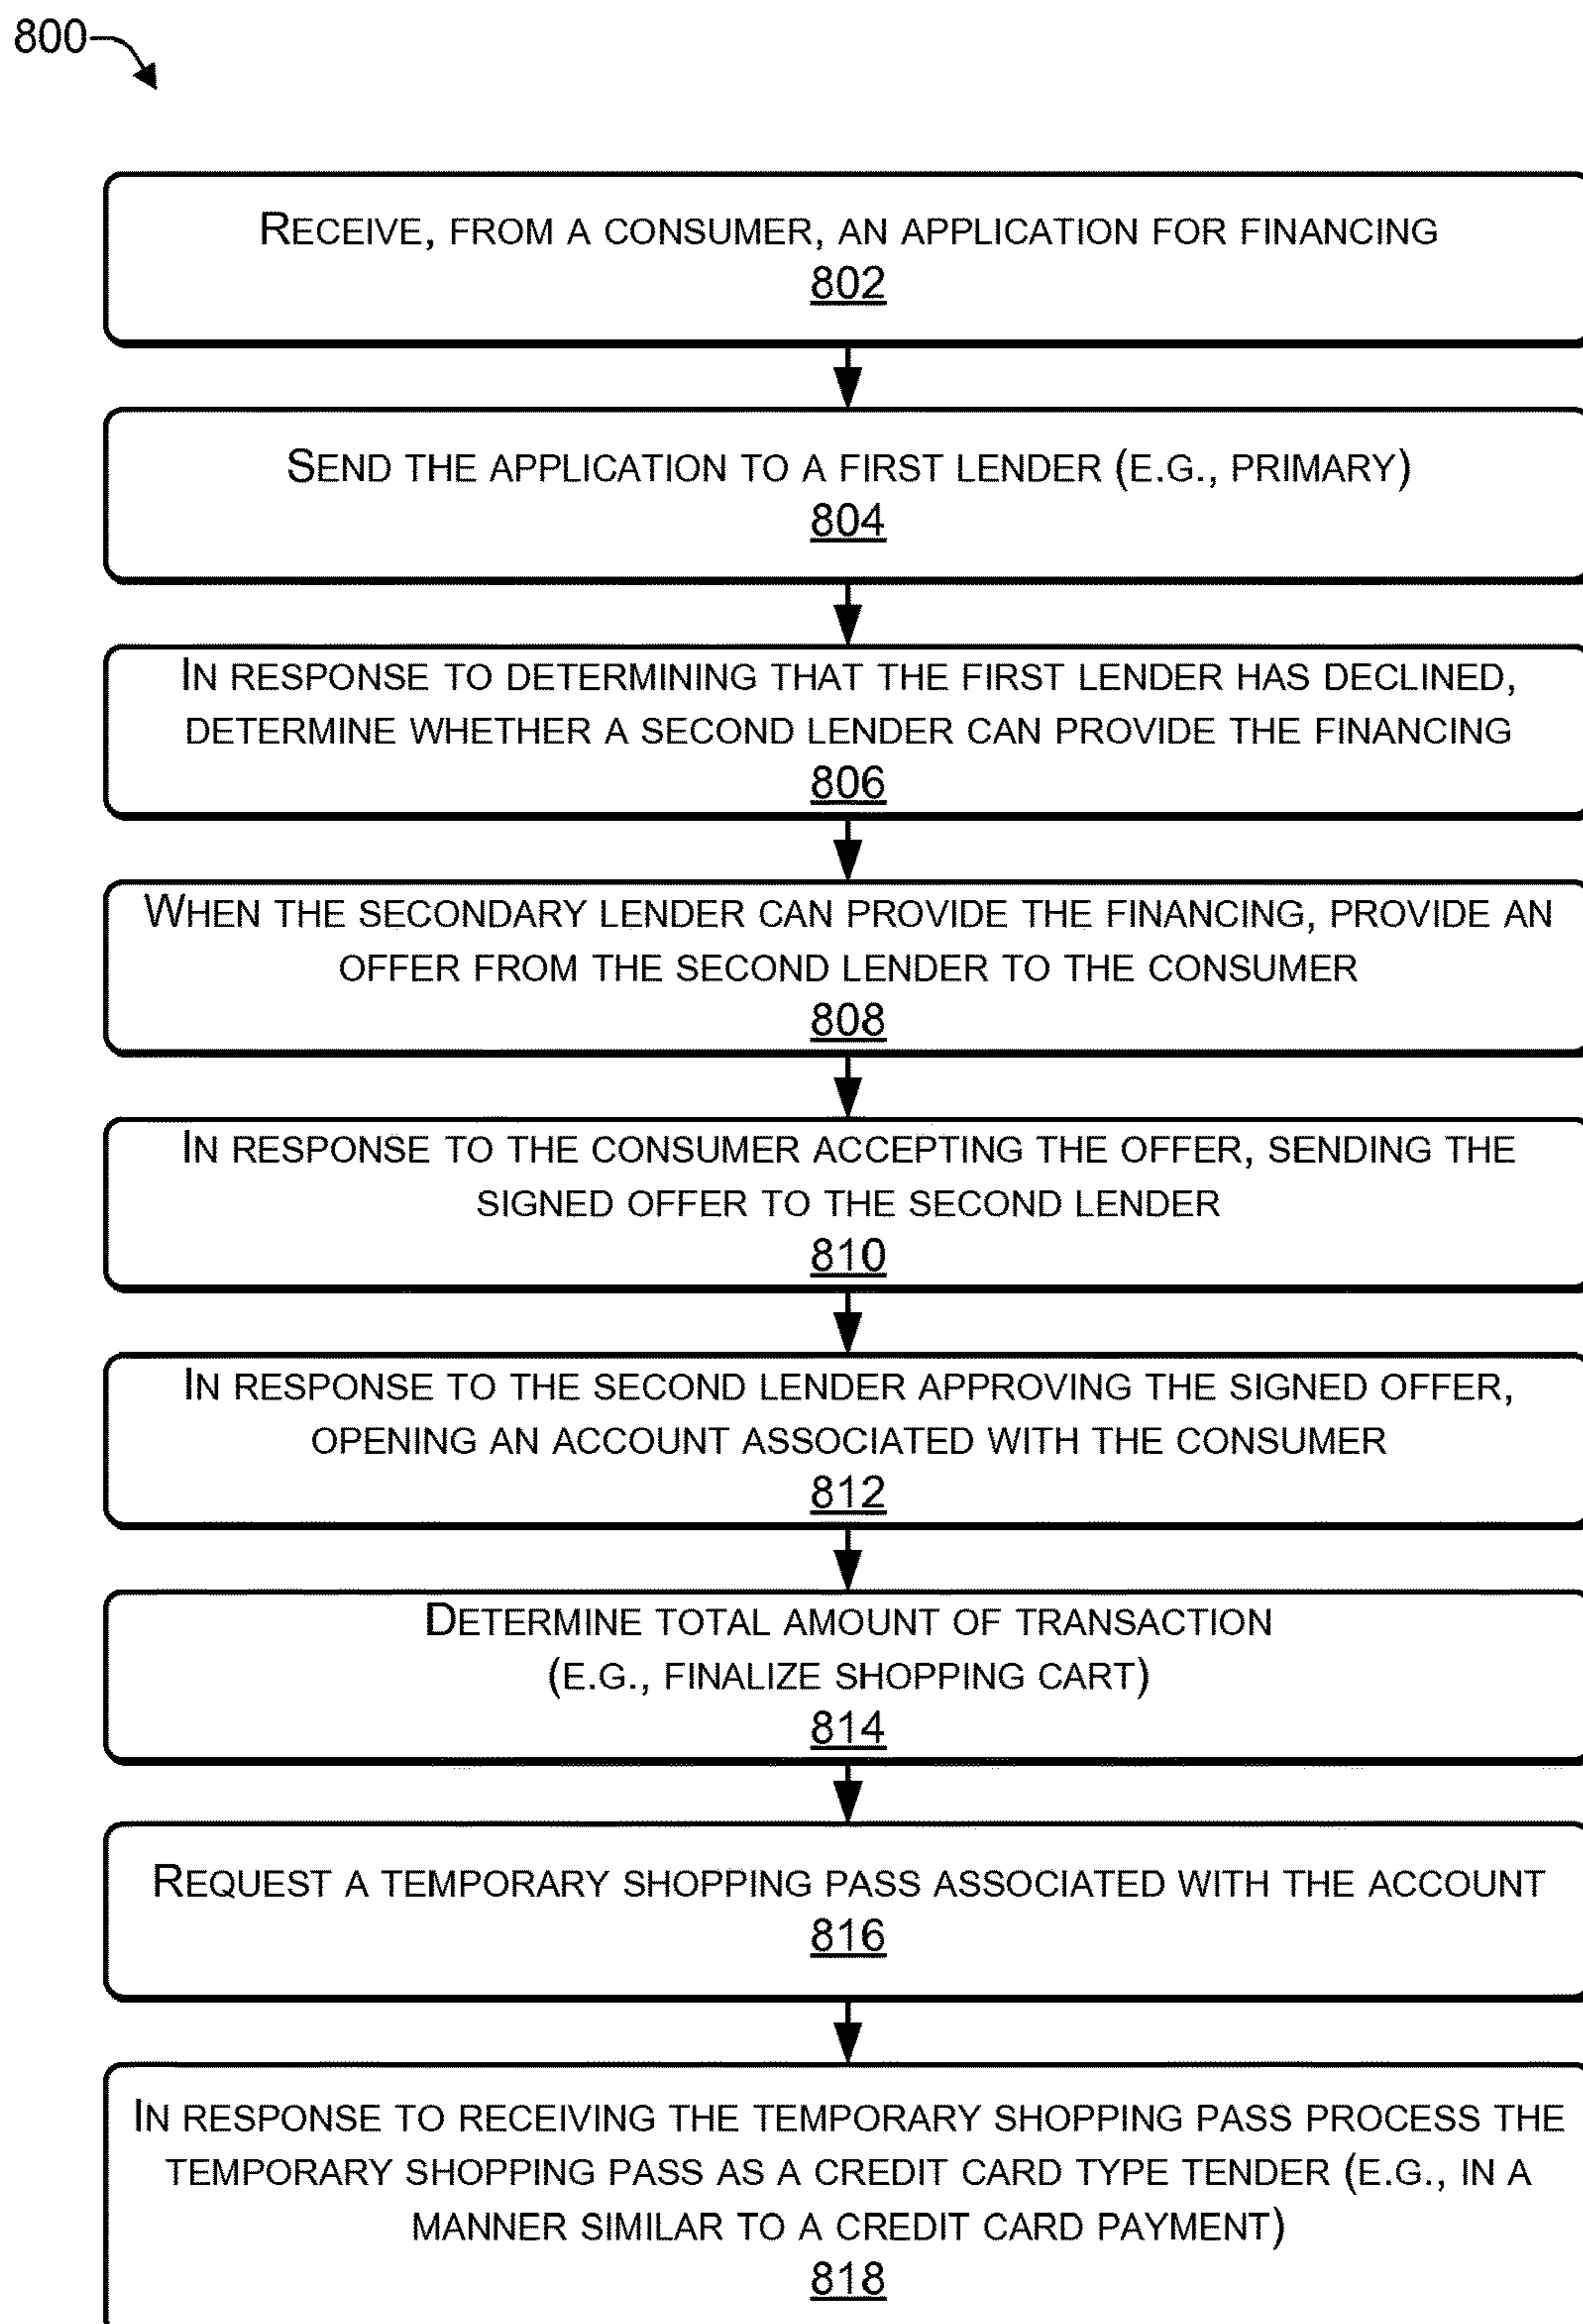 800
RECEIVE, FROM A CONSUMER, AN APPLICATION FOR FINANCING
802
SEND THE APPLICATION TO A FIRST LENDER (E.G., PRIMARY)
804
IN RESPONSE TO DETERMINING THAT THE FIRST LENDER HAS DECLINED,
DETERMINE WHETHER A SECOND LENDER CAN PROVIDE THE FINANCING
806
WHEN THE SECONDARY LENDER CAN PROVIDE THE FINANCING, PROVIDE AN
OFFER FROM THE SECOND LENDER TO THE CONSUMER
808
IN RESPONSE TO THE CONSUMER ACCEPTING THE OFFER, SENDING THE
SIGNED OFFER TO THE SECOND LENDER
810
IN RESPONSE TO THE SECOND LENDER APPROVING THE SIGNED OFFER,
OPENING AN ACCOUNT ASSOCIATED WITH THE CONSUMER
812
DETERMINE TOTAL AMOUNT OF TRANSACTION
(E.G., FINALIZE SHOPPING CART)
814
REQUEST A TEMPORARY SHOPPING PASS ASSOCIATED WITH THE ACCOUNT
816
IN RESPONSE TO RECEIVING THE TEMPORARY SHOPPING PASS PROCESS THE
TEMPORARY SHOPPING PASS AS A CREDIT CARD TYPE TENDER (E.G., IN A
MANNER SIMILAR TO A CREDIT CARD PAYMENT)
818